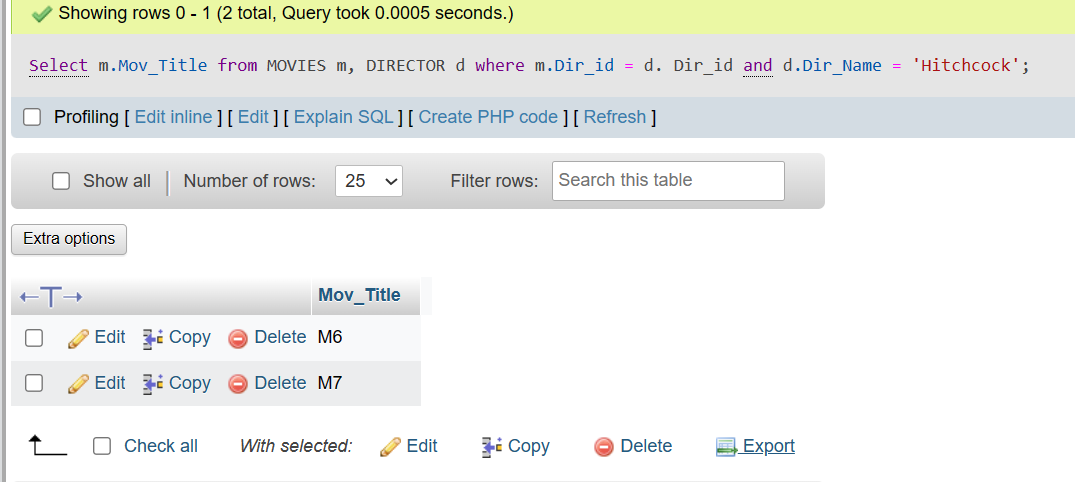 Showing rows 0 - 1 (2 total, Query took 0.0005 seconds.)
Select m.Mov_Title from MOVIES m, DIRECTOR d where m.Dir_id = d. Dir_id and d.Dir_Name = 'Hitchcock';
Profiling [ Edit inline ] [ Edit ] [ Explain SQL ] [ Create PHP code ] [ Refresh ]
Show all Number of rows: 25 Filter rows: Search this table
Extra options
←T→ Mov_Title
Edit Copy Delete M6
Edit Copy Delete M7
Check all With selected: Edit Copy Delete Export